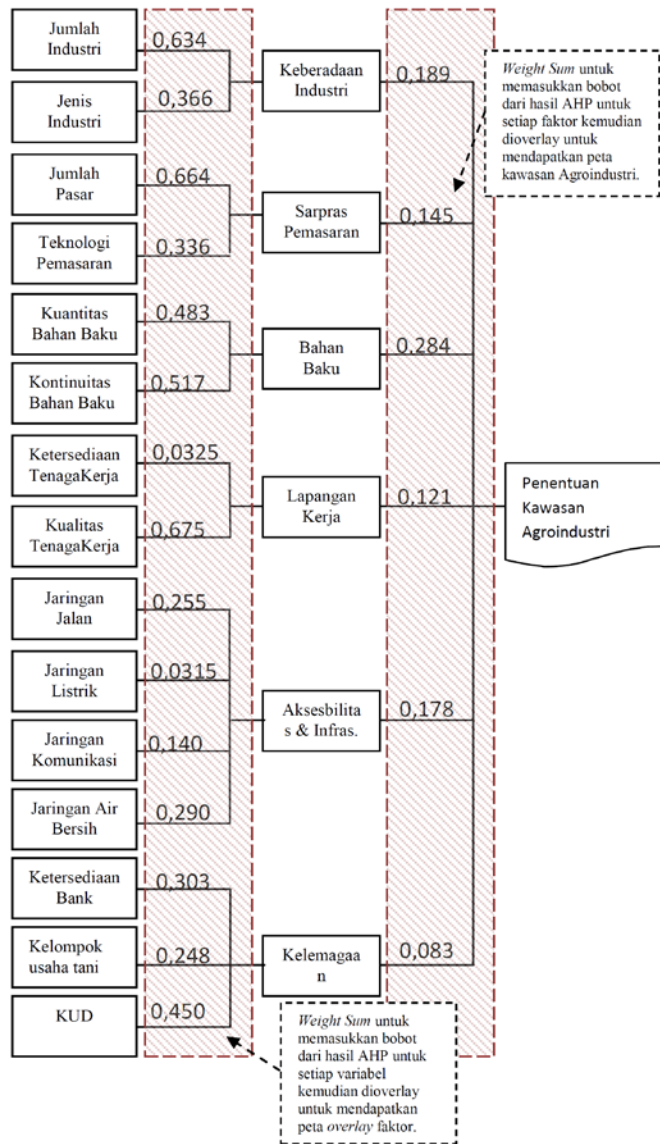 Jumlah
Industri
0,634
Jenis
Industri
0,366
Keberadaan
Industri
0,189
Jumlah
Pasar
0,664
Teknologi
Pemasaran
0,336
Sarpras
Pemasaran
0,145
Kuantitas
Bahan Baku
0,483
Kontinuitas
Bahan Baku
0,517
Bahan
Baku
0,284
Ketersediaan
TenagaKerja
0,0325
Kualitas
TenagaKerja
0,675
Lapangan
Kerja
0,121
Jaringan
Jalan
0,255
Jaringan
Listrik
0,0315
Jaringan
Komunikasi
0,140
Jaringan Air
Bersih
0,290
Aksesbilita
s & Infras.
0,178
Ketersediaan
Bank
0,303
Kelompok
usaha tani
0,248
KUD
0,450
Kelemagaa
n
0,083
Weight Sum untuk
memasukkan bobot
dari hasil AHP untuk
setiap faktor kemudian
dioverlay untuk
mendapatkan peta
kawasan Agroindustri.
Penentuan
Kawasan
Agroindustri
Weight Sum untuk
memasukkan bobot
dari hasil AHP untuk
setiap variabel
kemudian dioverlay
untuk mendapatkan
peta overlay faktor.